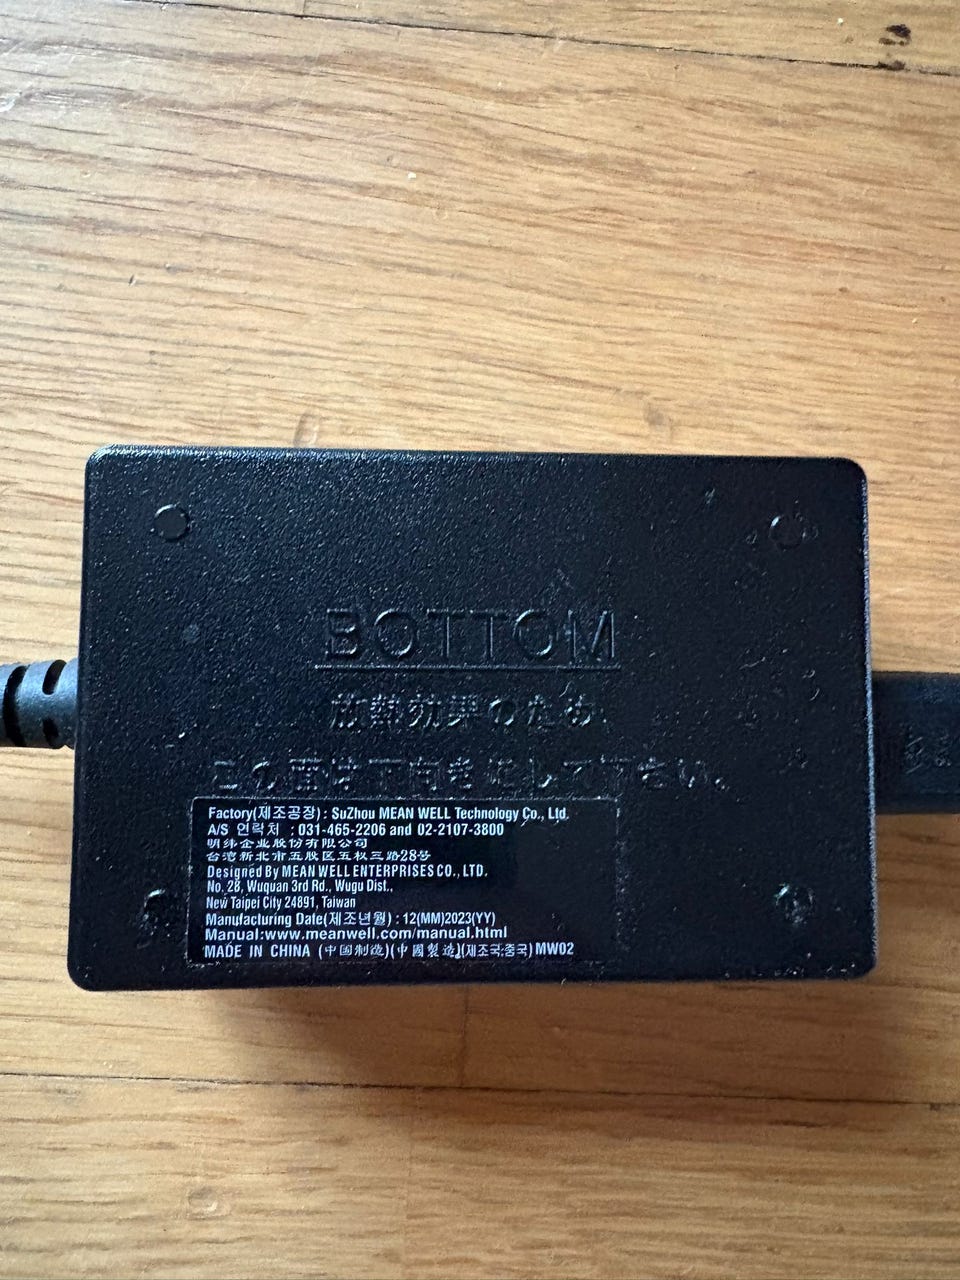 BOTTOM
放熱効果のため、
この面は下向きにして下さい。
Factory(제조공장) : SuZhou MEAN WELL Technology Co., Ltd.
A/S 연락처 : 031-465-2206 and 02-2107-3800
明纬企业股份有限公司
台湾新北市五股区五权三路28号
Designed By MEAN WELL ENTERPRISES CO., LTD.
No. 28, Wuquan 3rd Rd., Wugu Dist.,
New Taipei City 24891, Taiwan
Manufacturing Date(제조년월) : 12(MM)2023(YY)
Manual:www.meanwell.com/manual.html
MADE IN CHINA (中国制造)(中國製造)(제조국:중국) MW02